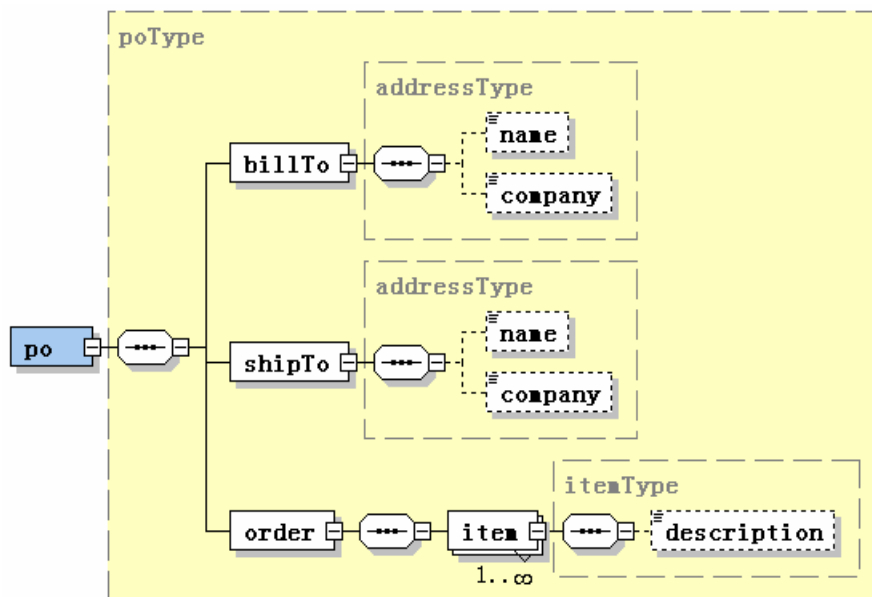 poType
addressType
name
billTo
company
addressType
name
po
shipTo
company
itemType
order
item
description
1..∞